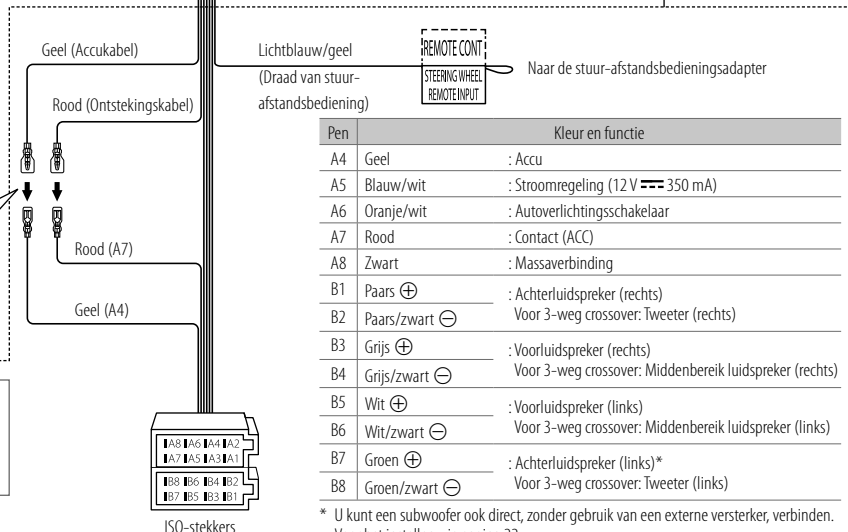 Geel (Accukabel)
Rood (Ontstekingskabel)
Rood (A7)
Geel (A4)
Lichtblauw/geel
(Draad van stuur-
afstandsbediening)
REMOTE CONT
STEERING WHEEL
REMOTE INPUT
Naar de stuur-afstandsbedieningsadapter
Pen Kleur en functie
A4 Geel : Accu
A5 Blauw/wit : Stroomregeling (12 V ⎓ 350 mA)
A6 Oranje/wit : Autoverlichtingsschakelaar
A7 Rood : Contact (ACC)
A8 Zwart : Massaverbinding
B1 Paars ⊕ : Achterluidspreker (rechts)
B2 Paars/zwart ⊖ Voor 3-weg crossover: Tweeter (rechts)
B3 Grijs ⊕ : Voorluidspreker (rechts)
B4 Grijs/zwart ⊖ Voor 3-weg crossover: Middenbereik luidspreker (rechts)
B5 Wit ⊕ : Voorluidspreker (links)
B6 Wit/zwart ⊖ Voor 3-weg crossover: Middenbereik luidspreker (links)
B7 Groen ⊕ : Achterluidspreker (links)*
B8 Groen/zwart ⊖ Voor 3-weg crossover: Tweeter (links)
* U kunt een subwoofer ook direct, zonder gebruik van een externe versterker, verbinden.
A8 A6 A4 A2
A7 A5 A3 A1
B8 B6 B4 B2
B7 B5 B3 B1
ISO-stekkers